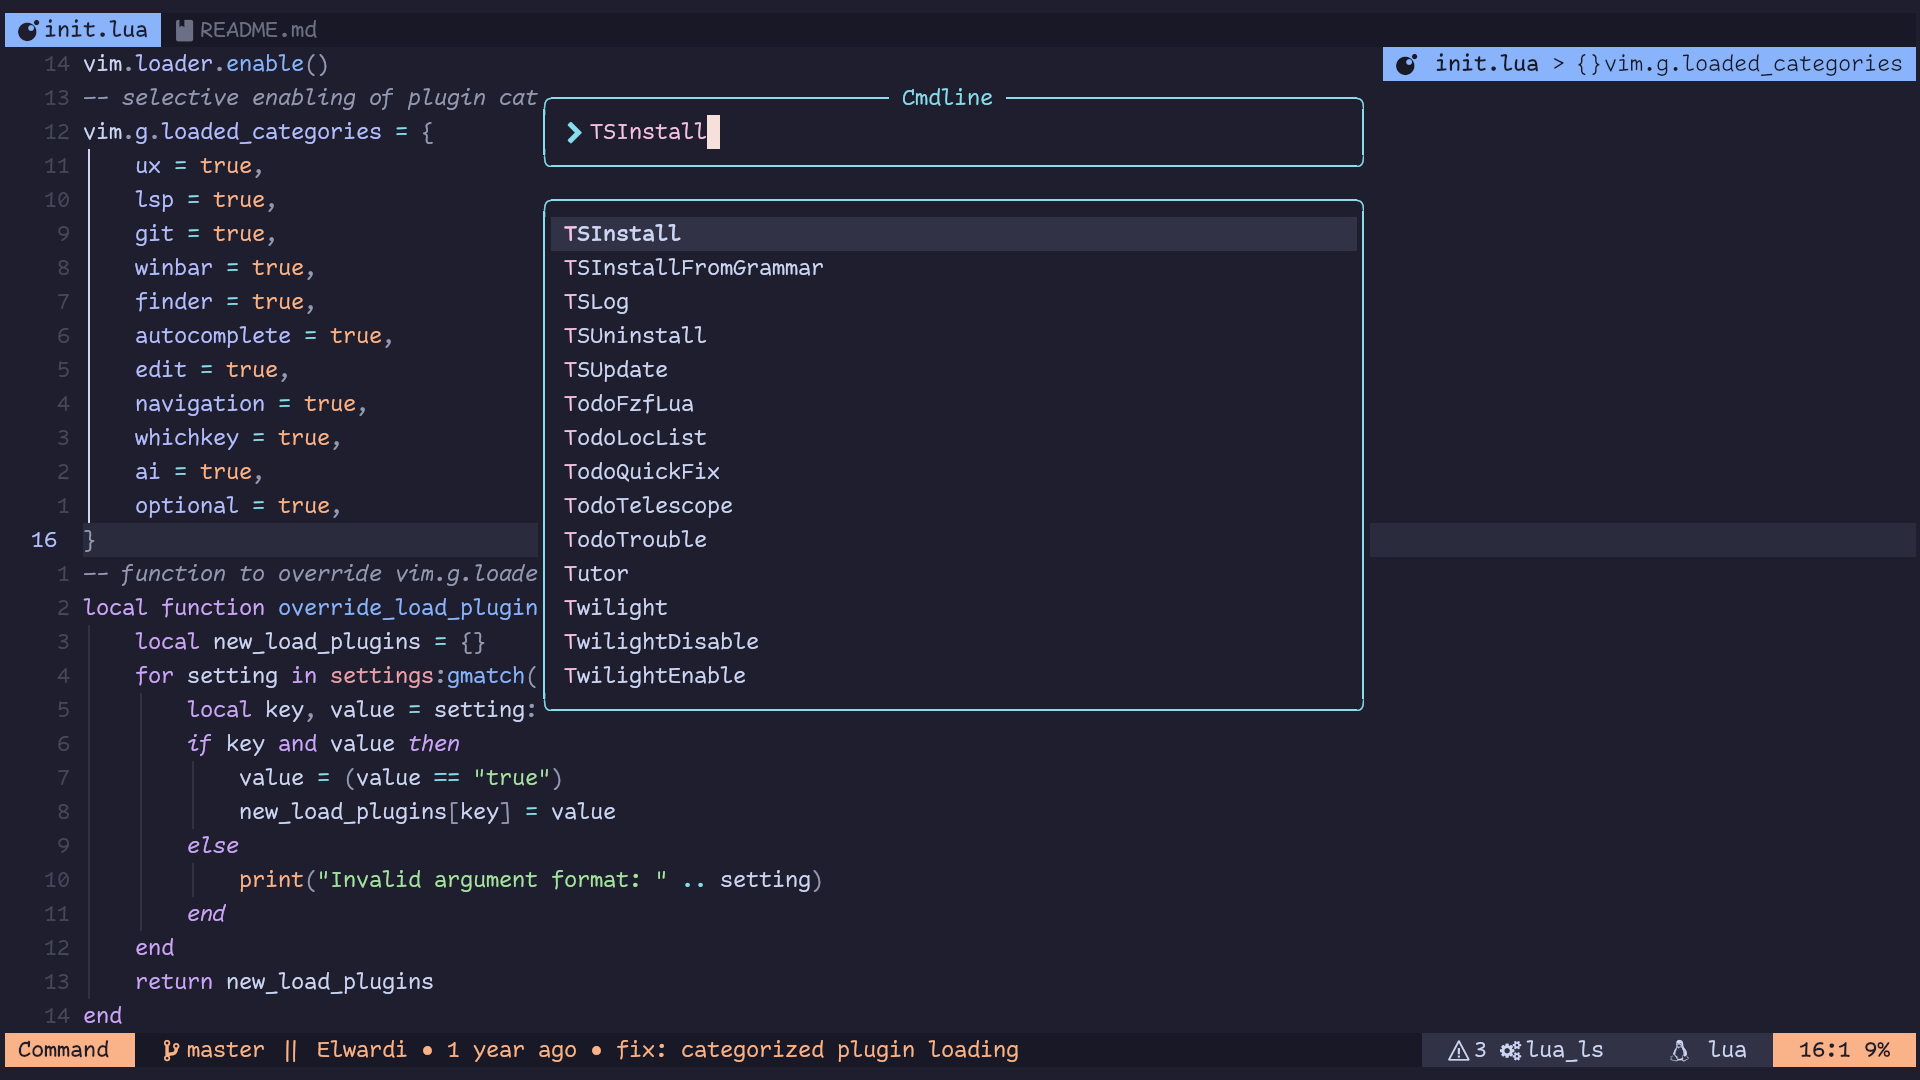 init.lua README.md
14 vim.loader.enable() init.lua > {}vim.g.loaded_categories
13 -- selective enabling of plugin cat
Cmdline
12 vim.g.loaded_categories = {
TSInstall
11 ux = true,
10 lsp = true,
9 git = true,
8 winbar = true,
7 finder = true,
6 autocomplete = true,
5 edit = true,
4 navigation = true,
3 whichkey = true,
2 ai = true,
1 optional = true,
16 }
1 -- function to override vim.g.loade
2 local function override_load_plugin
3 local new_load_plugins = {}
4 for setting in settings:gmatch(
5 local key, value = setting:
TSInstall
TSInstallFromGrammar
TSLog
TSUninstall
TSUpdate
TodoFzfLua
TodoLocList
TodoQuickFix
TodoTelescope
TodoTrouble
Tutor
Twilight
TwilightDisable
TwilightEnable
6 if key and value then
7 value = (value == "true")
8 new_load_plugins[key] = value
9 else
10 print("Invalid argument format: " .. setting)
11 end
12 end
13 return new_load_plugins
14 end
Command master || Elwardi • 1 year ago • fix: categorized plugin loading 3 lua_ls lua 16:1 9%